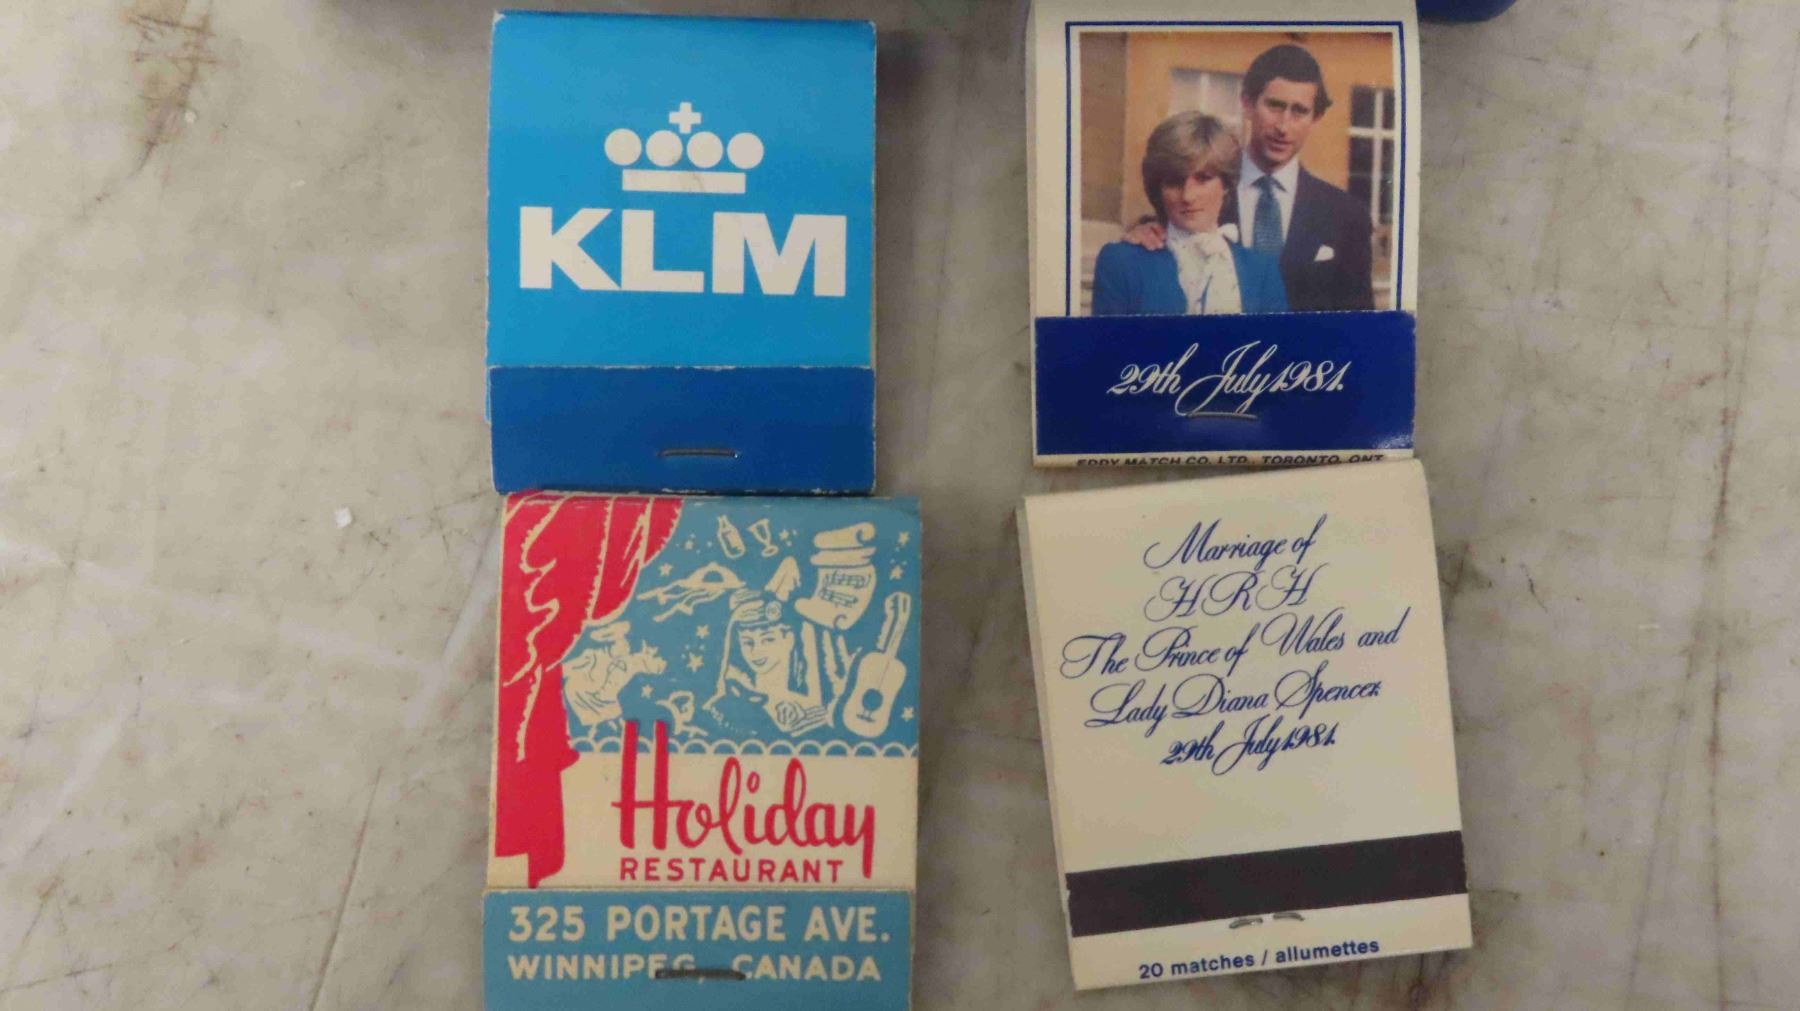 KLM
29th July 1981.
EDDY MATCH CO. LTD., TORONTO, ONT.
Holiday
RESTAURANT
325 PORTAGE AVE.
WINNIPEG, CANADA
Marriage of
HRH
The Prince of Wales and
Lady Diana Spencer
29th July 1981.
20 matches / allumettes